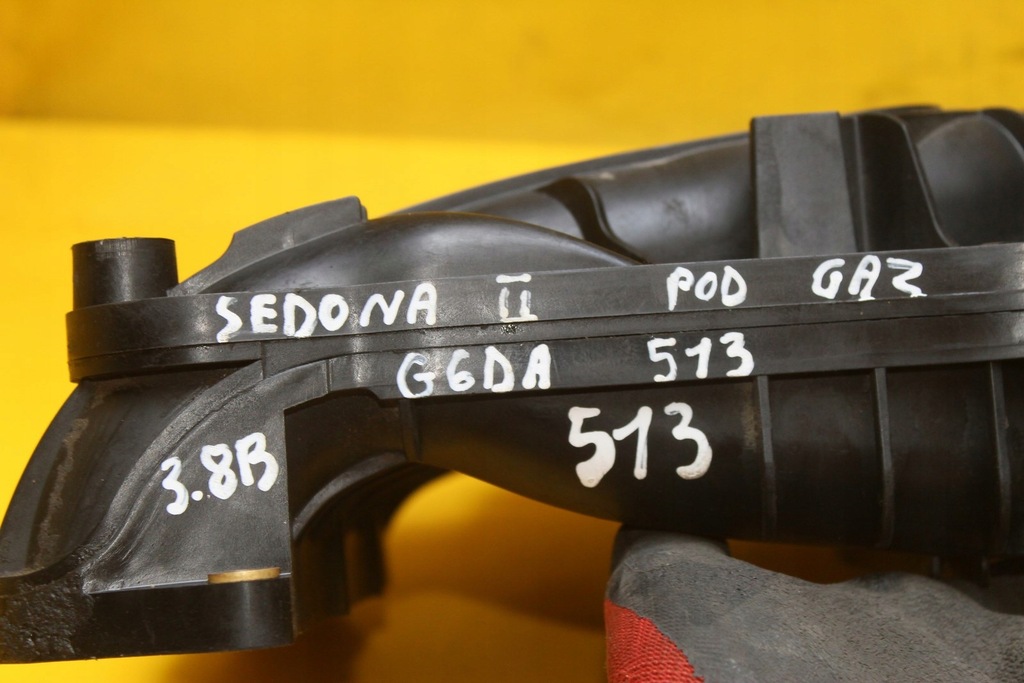 SEDONA II POD GAZ
G6DA 513
513
3.8B